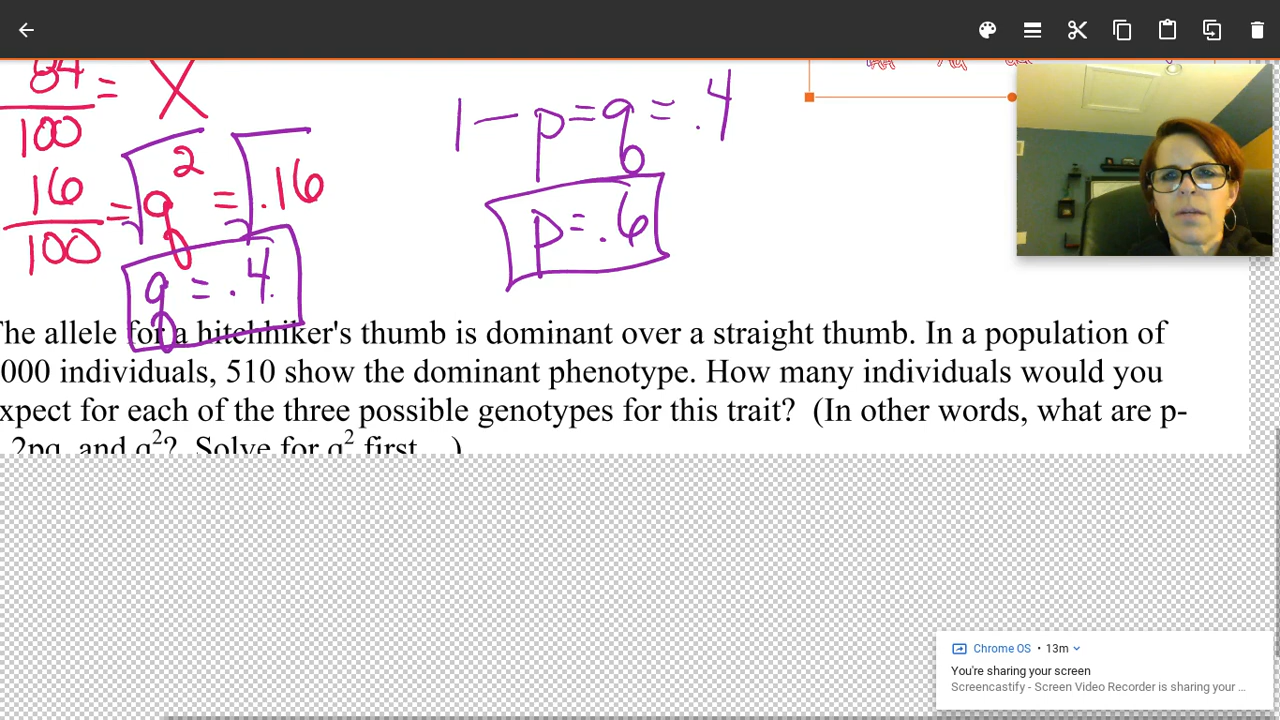 84
100 = X
16
100 = q² = .16
q = .4
1 - p = q = .4
p = .6
The allele for a hitchhiker's thumb is dominant over a straight thumb. In a population of
000 individuals, 510 show the dominant phenotype. How many individuals would you
xpect for each of the three possible genotypes for this trait? (In other words, what are p-
2pq, and q²? Solve for q² first....)
Chrome OS • 13m
You're sharing your screen
Screencastify - Screen Video Recorder is sharing your ...